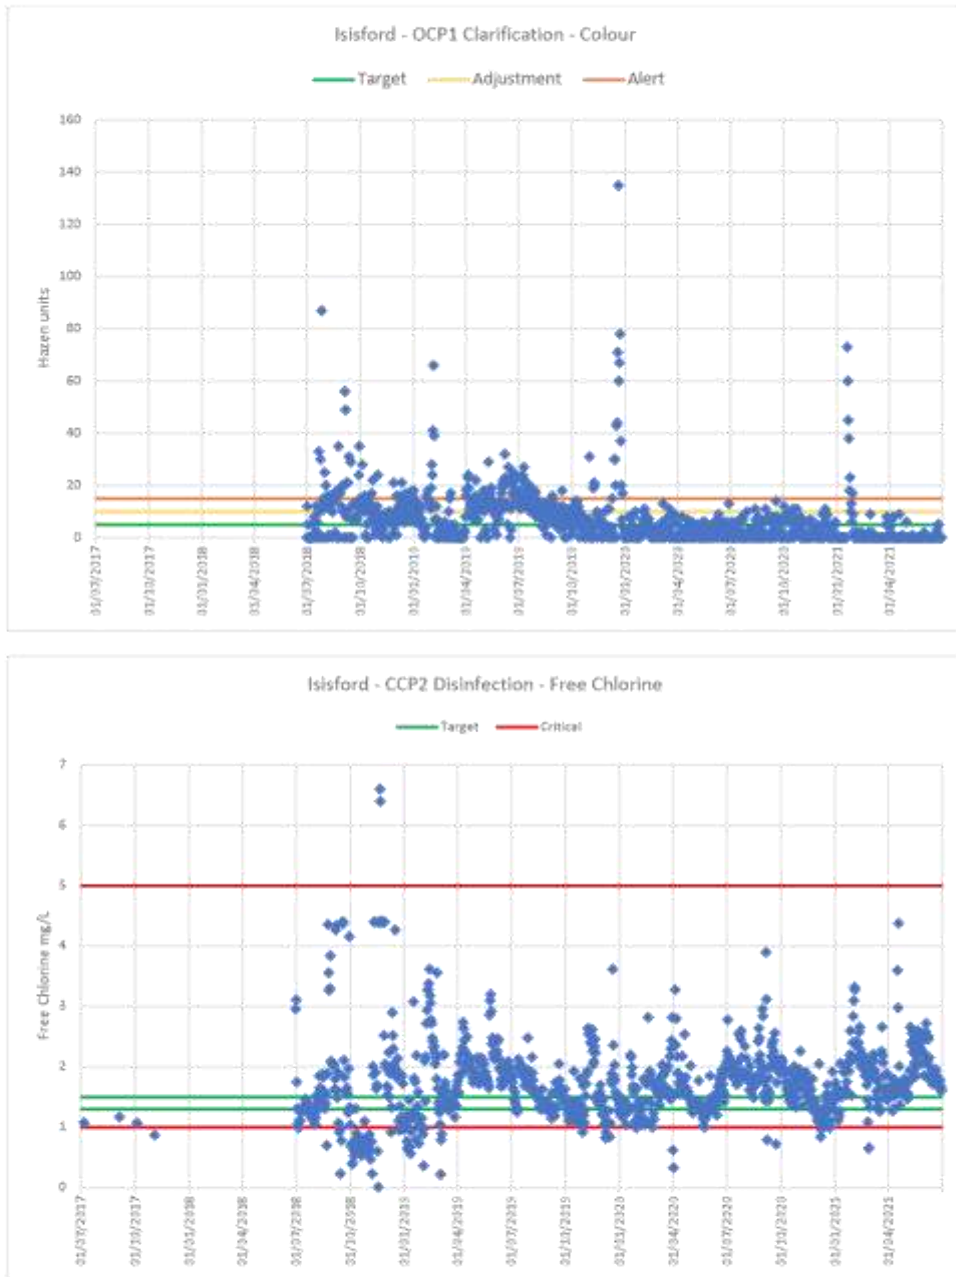 Isisford - OCP1 Clarification - Colour
Target Adjustment Alert
160
140
120
100
80
60
40
20
0
Hazen units
01/07/2017 01/10/2017 01/01/2018 01/04/2018 01/07/2018 01/10/2018 01/01/2019 01/04/2019 01/07/2019 01/10/2019 01/01/2020 01/04/2020 01/07/2020 01/10/2020 01/01/2021 01/04/2021
Isisford - CCP2 Disinfection - Free Chlorine
Target Critical
7
6
5
4
3
2
1
0
Free Chlorine mg/L
01/07/2017 01/10/2017 01/01/2018 01/04/2018 01/07/2018 01/10/2018 01/01/2019 01/04/2019 01/07/2019 01/10/2019 01/01/2020 01/04/2020 01/07/2020 01/10/2020 01/01/2021 01/04/2021